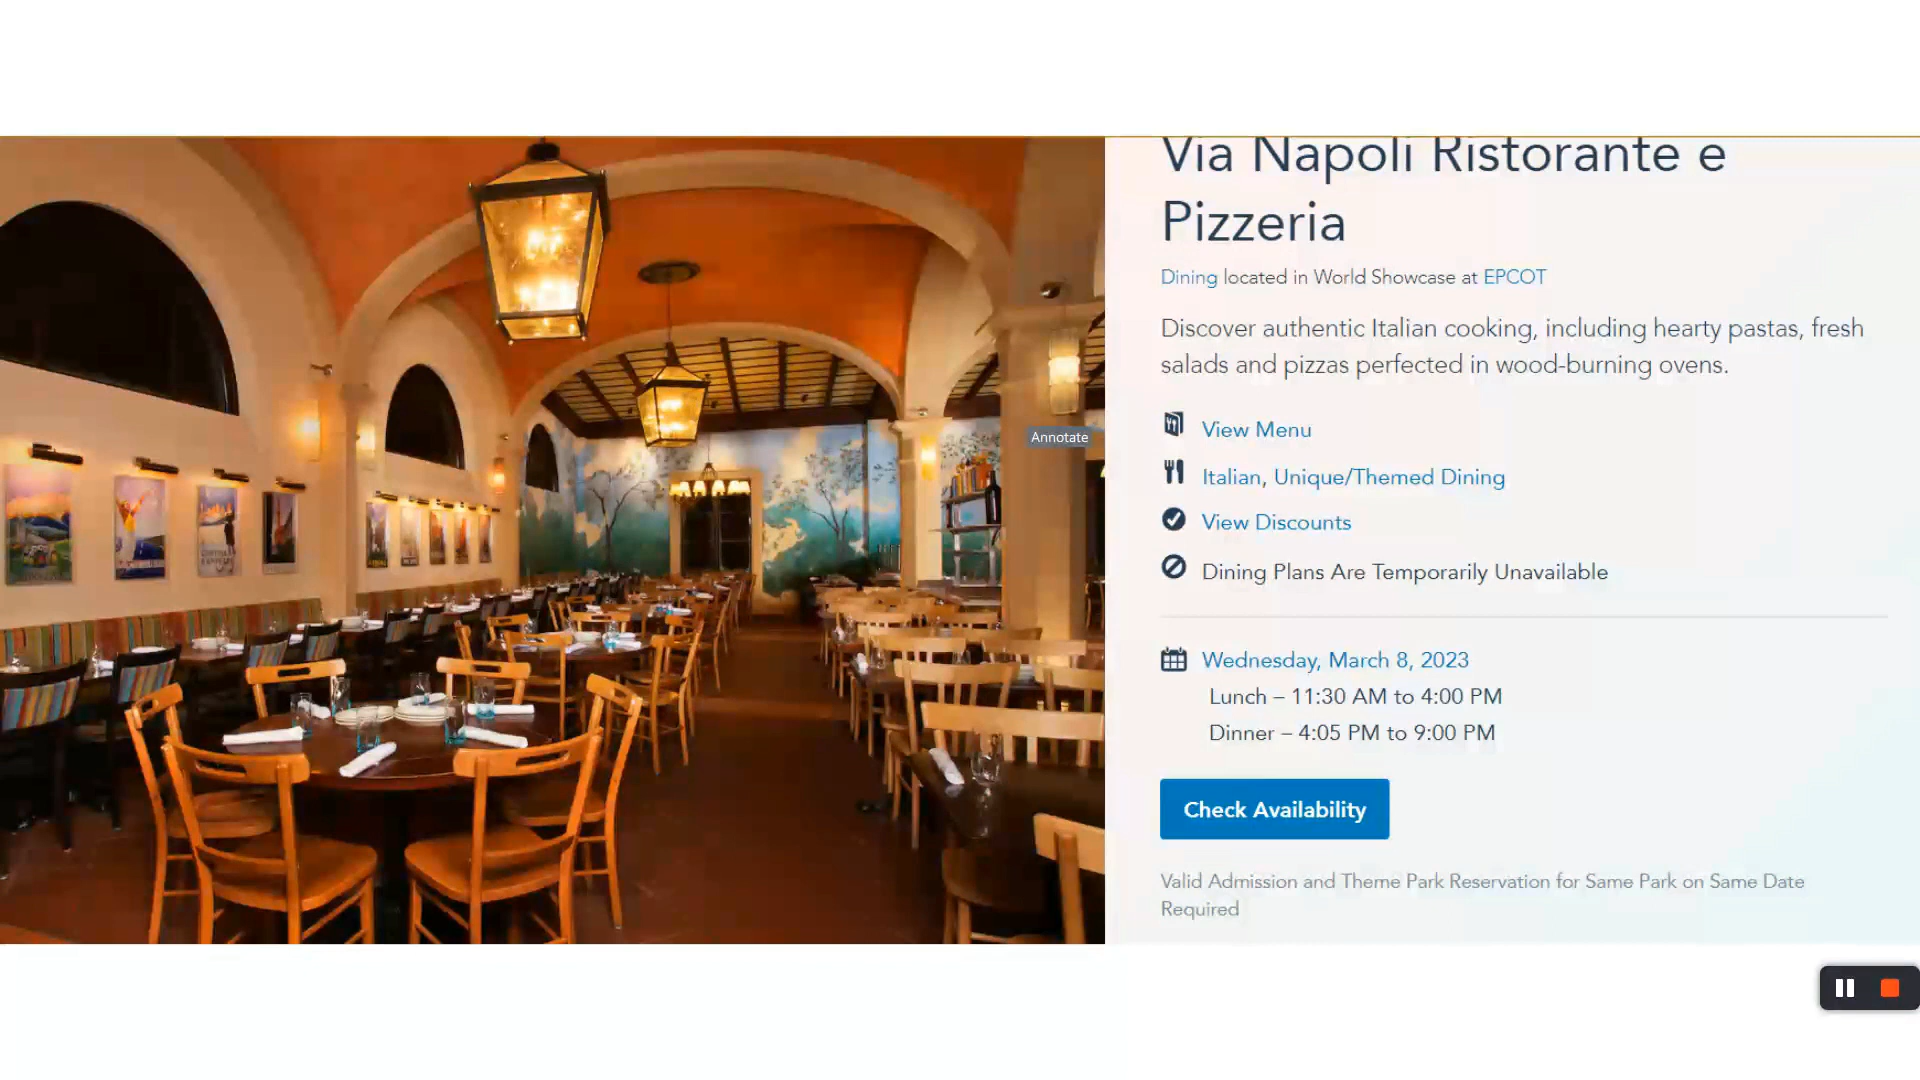 Via Napoli Ristorante e
Pizzeria
Dining located in World Showcase at EPCOT
Discover authentic Italian cooking, including hearty pastas, fresh
salads and pizzas perfected in wood-burning ovens.
Annotate
View Menu
Italian, Unique/Themed Dining
View Discounts
Dining Plans Are Temporarily Unavailable
Wednesday, March 8, 2023
Lunch – 11:30 AM to 4:00 PM
Dinner – 4:05 PM to 9:00 PM
Check Availability
Valid Admission and Theme Park Reservation for Same Park on Same Date
Required